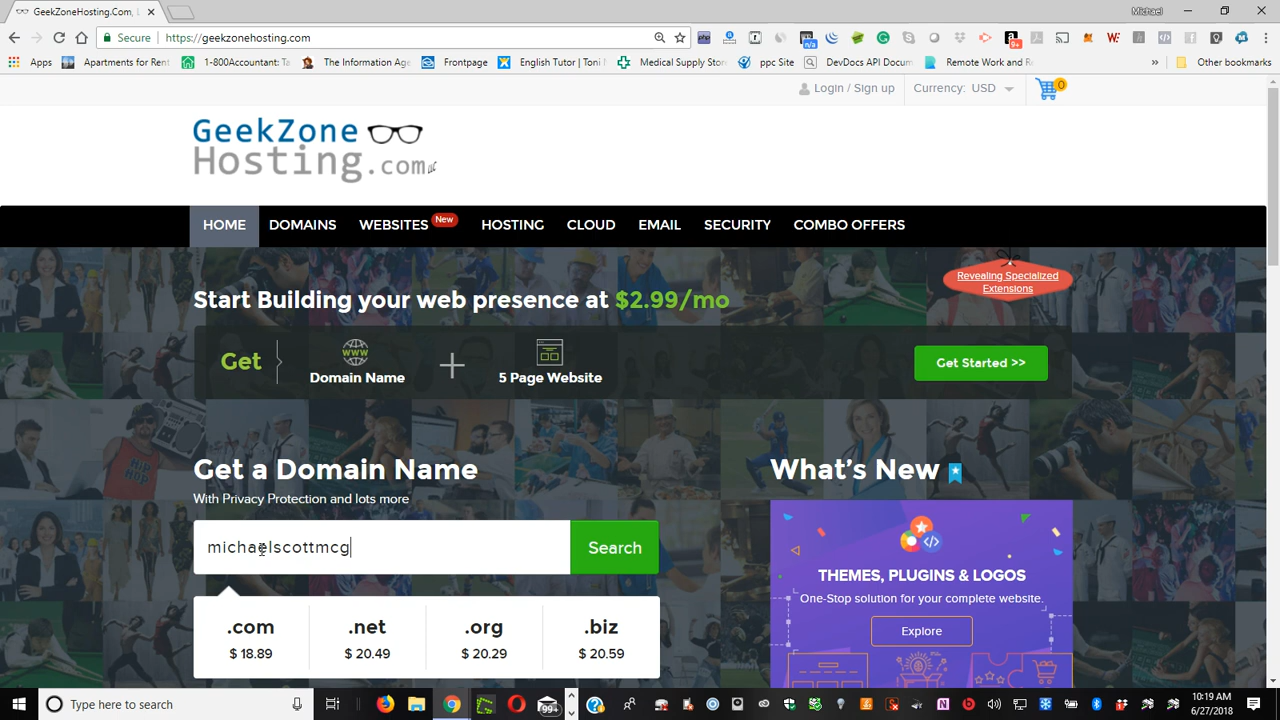 GeekZoneHosting.Com,
Michael
Secure
https://geekzonehosting.com
Apps
Apartments for Rent
1-800Accountant: Ta
The Information Age
Frontpage
English Tutor | Toni
Medical Supply Stor
ppc Site
DevDocs API Docum
Remote Work and R
»
Other bookmarks
Login / Sign up
Currency: USD
0
GeekZone
Hosting.com
HOME
DOMAINS
WEBSITES New
HOSTING
CLOUD
EMAIL
SECURITY
COMBO OFFERS
Revealing Specialized
Extensions
Start Building your web presence at $2.99/mo
Get
www
Domain Name
+
5 Page Website
Get Started >>
Get a Domain Name
With Privacy Protection and lots more
michaelscottmcg
Search
.com
$ 18.89
.net
$ 20.49
.org
$ 20.29
.biz
$ 20.59
What's New
THEMES, PLUGINS & LOGOS
One-Stop solution for your complete website.
Explore
Type here to search
99+
10:19 AM
6/27/2018